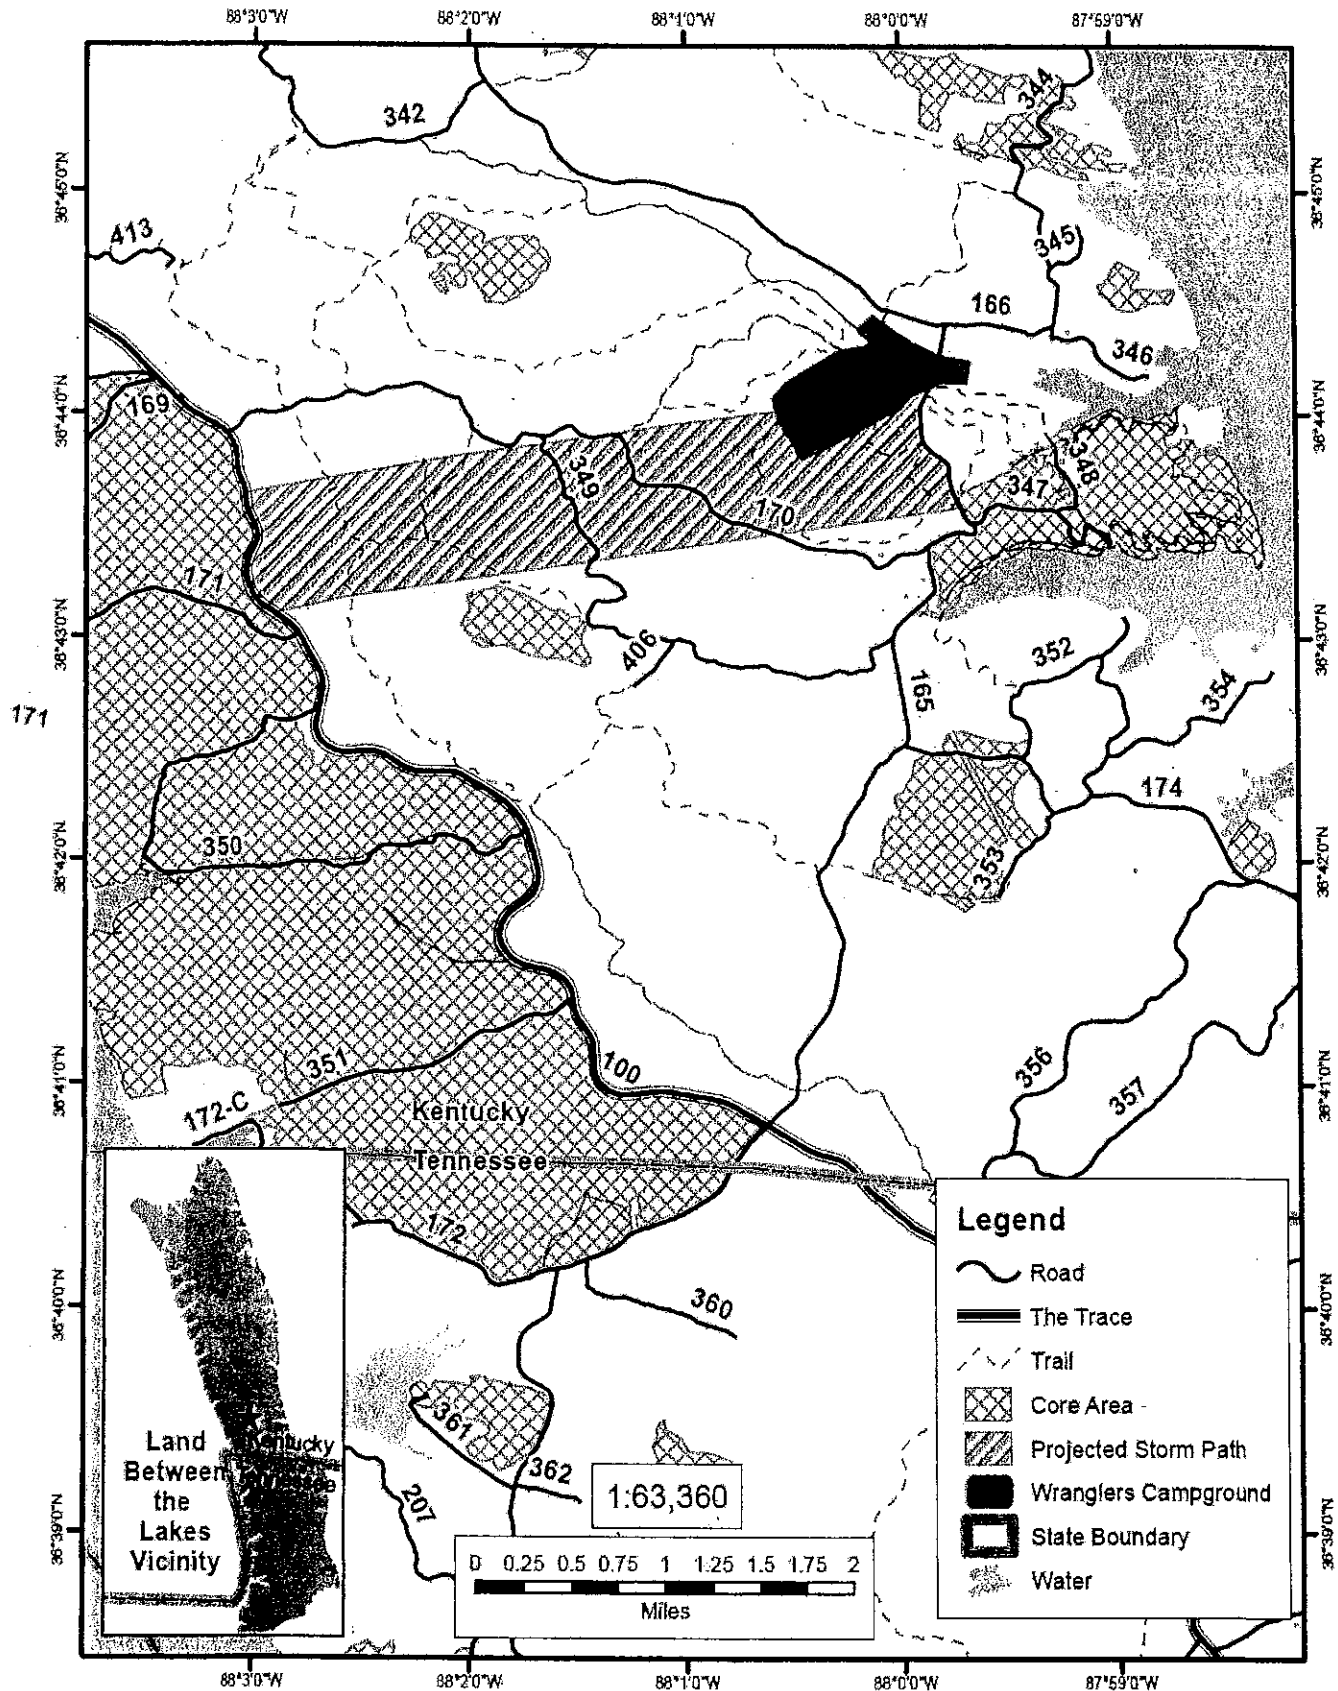 88°3'0"W 88°2'0"W 88°1'0"W 88°0'0"W 87°59'0"W
344
342
36°45'0"N 36°45'0"N
413
345
166
346
169
36°44'0"N 36°44'0"N
349
348
347
170
171
36°43'0"N 36°43'0"N
406
352
165
354
171
174
350
36°42'0"N 36°42'0"N
353
351
100
356
36°41'0"N 36°41'0"N
172-C
357
Kentucky
Tennessee
172
360
36°40'0"N 36°40'0"N
361
362
207
36°39'0"N 36°39'0"N
Legend
Road
The Trace
Trail
Core Area
Projected Storm Path
Wranglers Campground
State Boundary
Water
Kentucky
Land
Between
the
Lakes
Vicinity
1:63,360
0 0.25 0.5 0.75 1 1.25 1.5 1.75 2
Miles
88°3'0"W 88°2'0"W 88°1'0"W 88°0'0"W 87°59'0"W